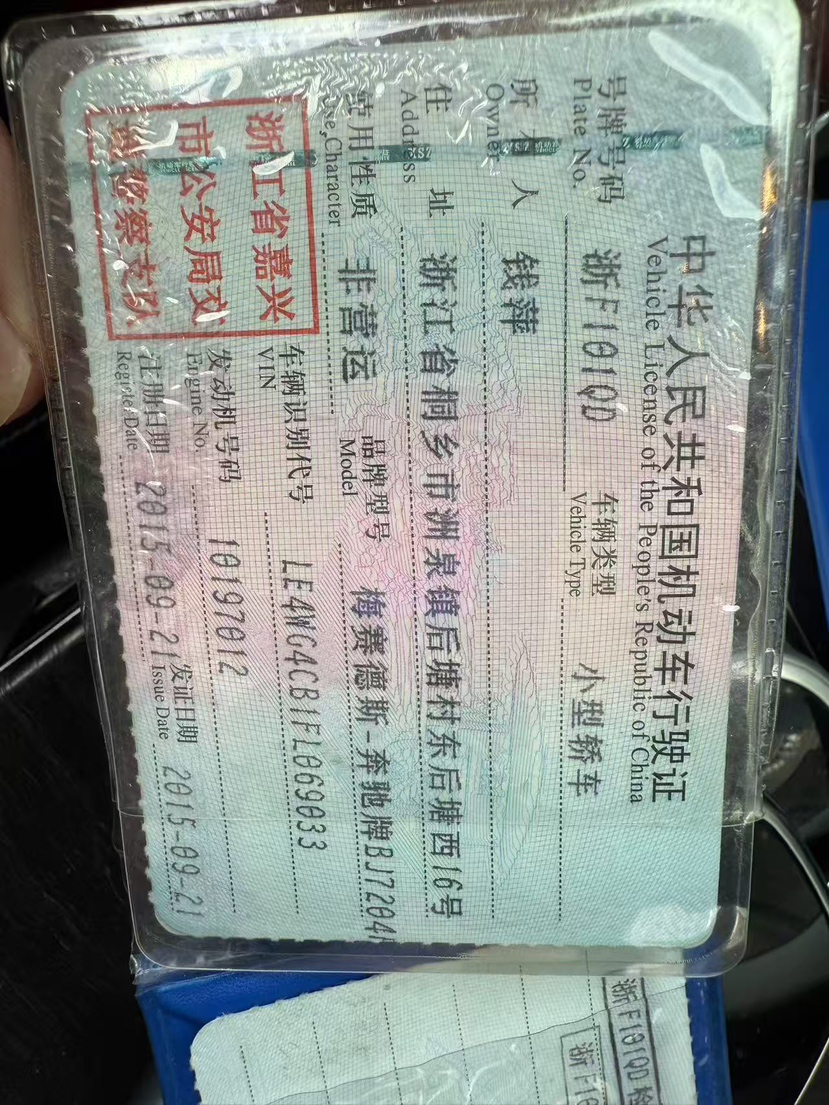 中华人民共和国机动车行驶证
Vehicle License of the People's Republic of China
号牌号码 浙F101QD 车辆类型 小型轿车
Plate No. Vehicle Type
所有人 钱萍
Owner
住址 浙江省桐乡市洲泉镇后塘村东后塘西16号
Address
使用性质 非营运 品牌型号 梅赛德斯-奔驰牌BJ7204
Use Character Model
浙江省嘉兴
市公安局交
通警察支队
车辆识别代号 LE4WG4CB1FL069033
VIN
发动机号码 10197012
Engine No.
注册日期 2015-09-21 发证日期 2015-09-21
Register Date Issue Date
浙F101QD 检
浙F10